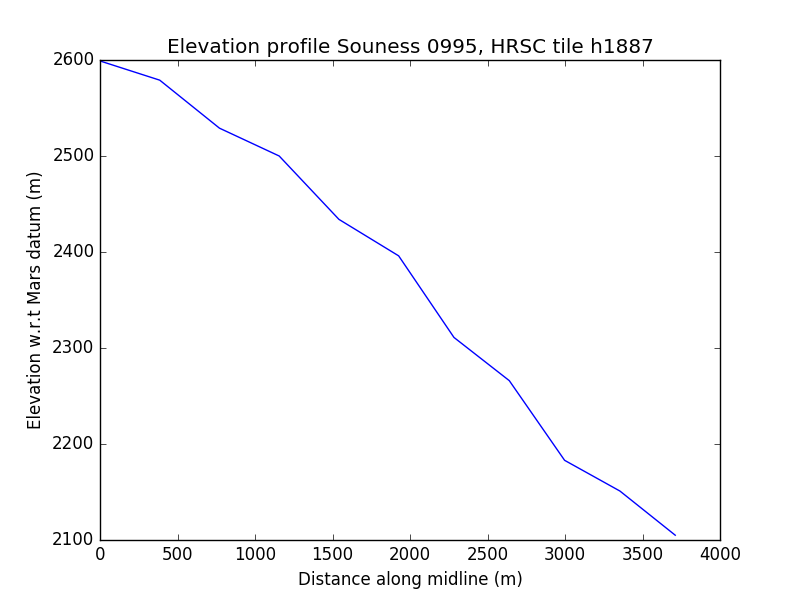 Elevation profile Souness 0995, HRSC tile h1887
Elevation w.r.t Mars datum (m)
2600
2500
2400
2300
2200
2100
0 500 1000 1500 2000 2500 3000 3500 4000
Distance along midline (m)